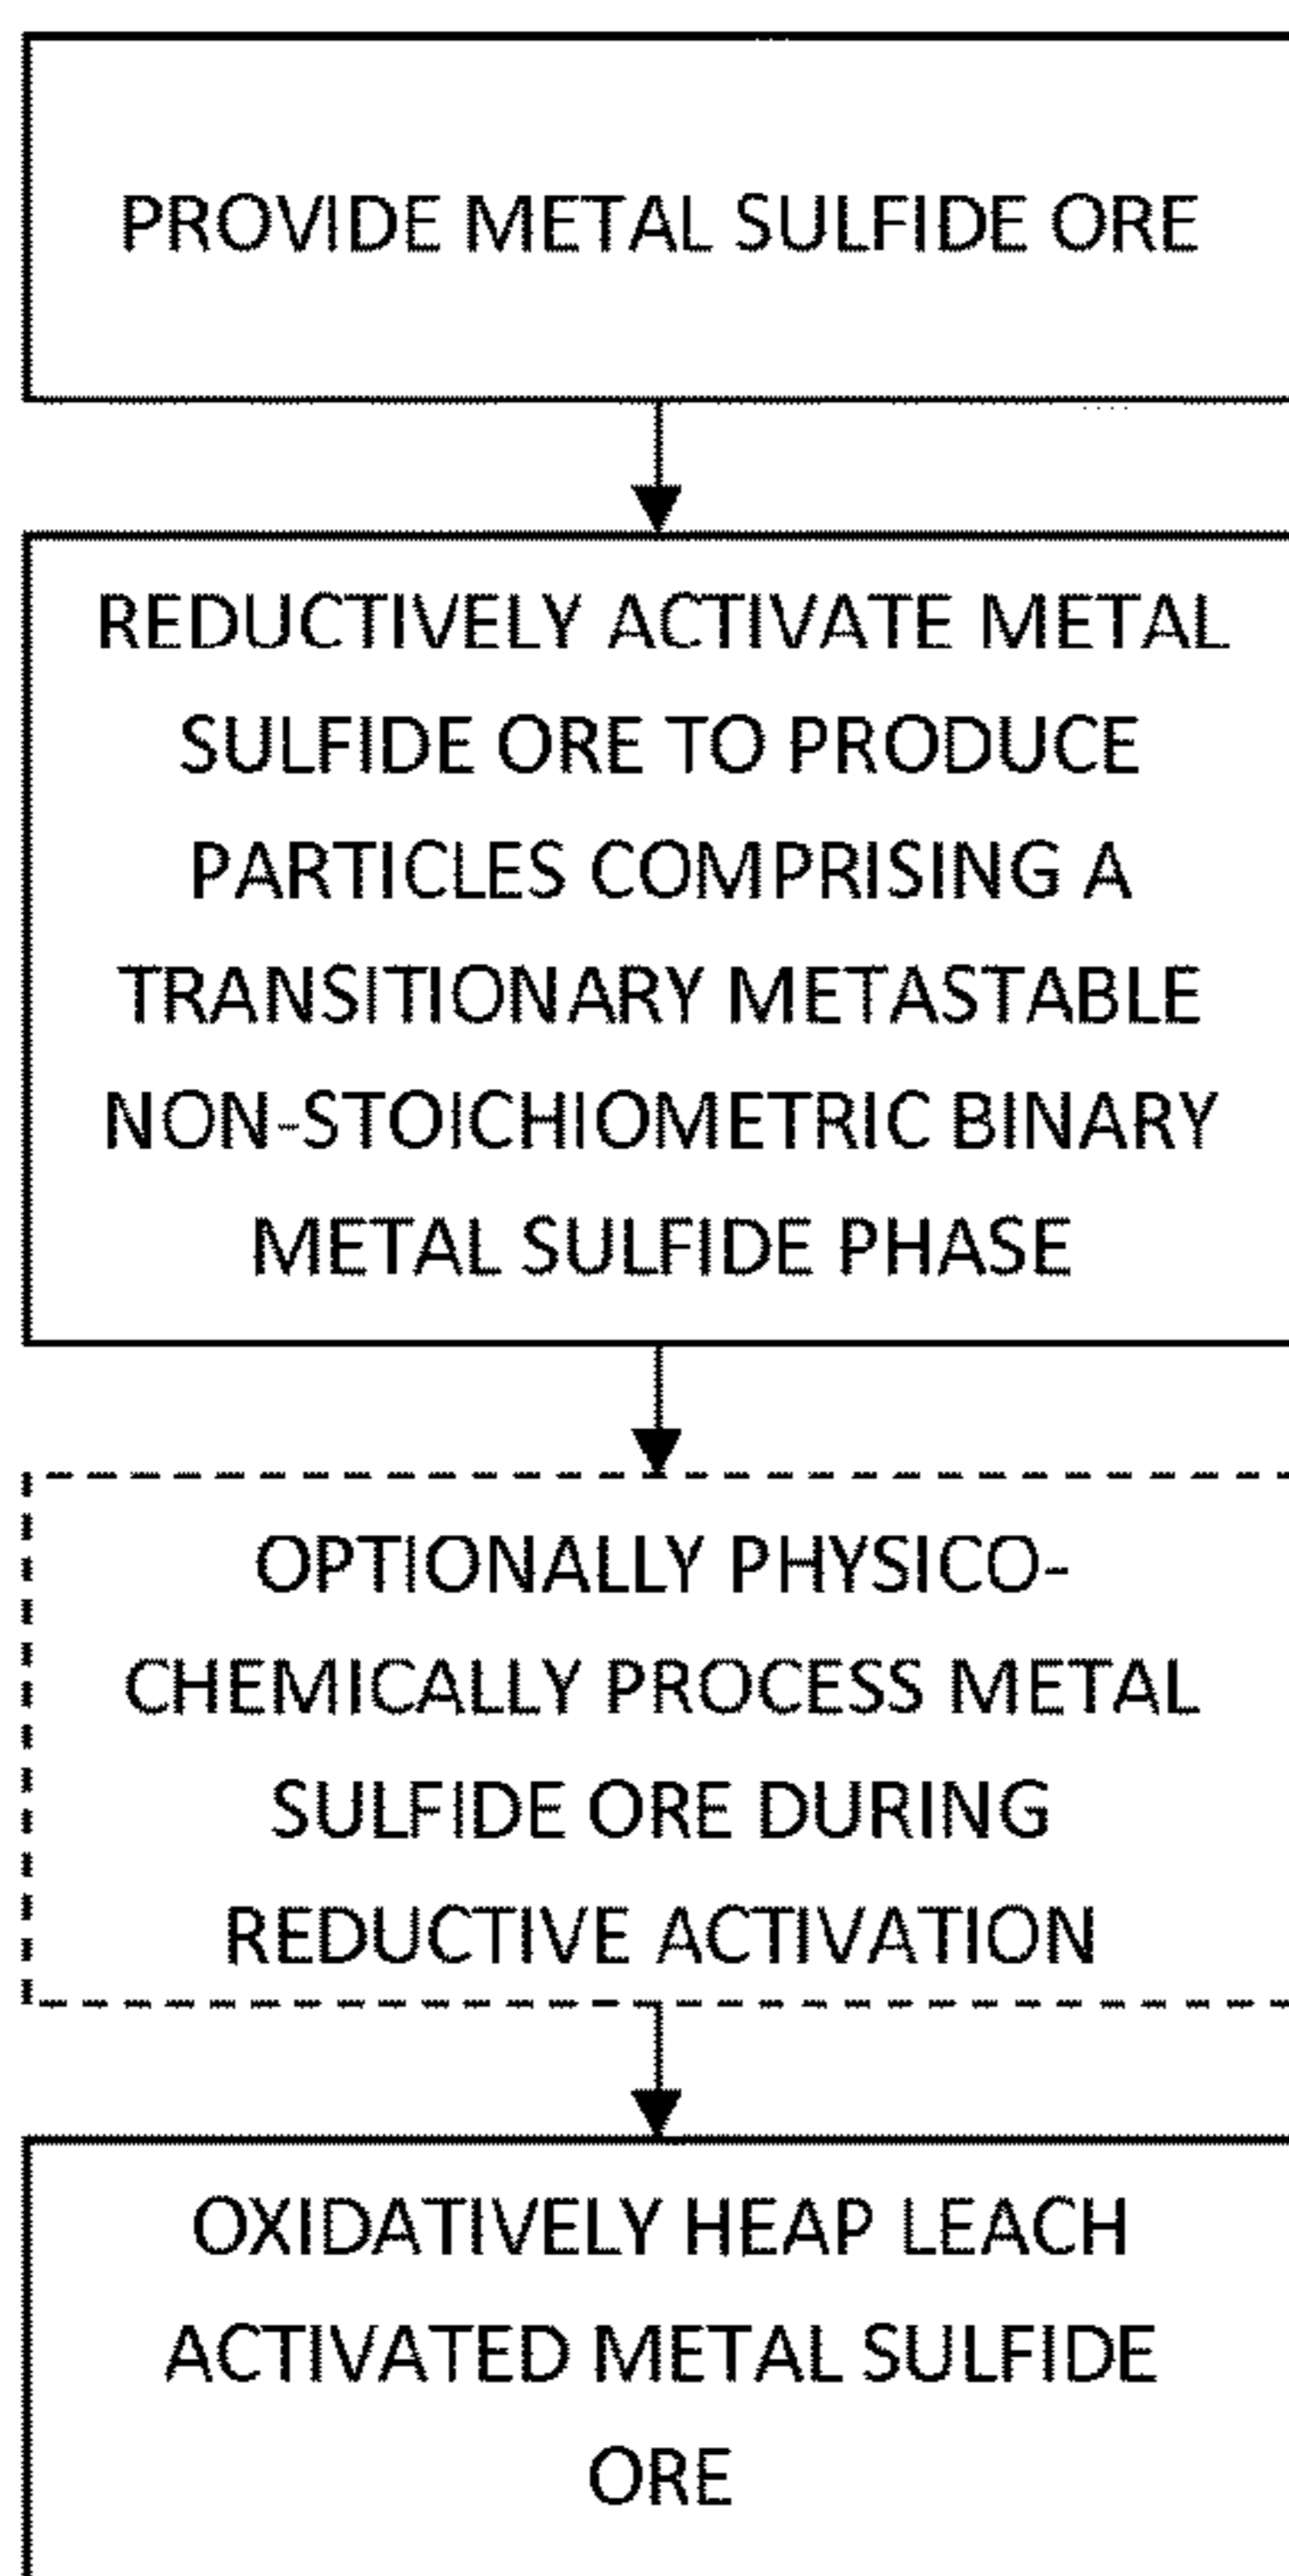 PROVIDE METAL SULFIDE ORE
REDUCTIVELY ACTIVATE METAL
SULFIDE ORE TO PRODUCE
PARTICLES COMPRISING A
TRANSITIONARY METASTABLE
NON-STOICHIOMETRIC BINARY
METAL SULFIDE PHASE
OPTIONALLY PHYSICO-
CHEMICALLY PROCESS METAL
SULFIDE ORE DURING
REDUCTIVE ACTIVATION
OXIDATIVELY HEAP LEACH
ACTIVATED METAL SULFIDE
ORE